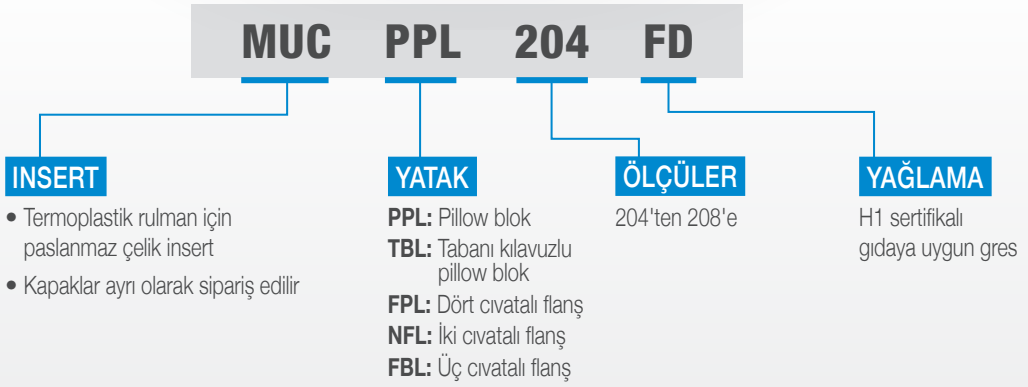 MUC PPL 204 FD
INSERT
• Termoplastik rulman için
paslanmaz çelik insert
• Kapaklar ayrı olarak sipariş edilir
YATAK
PPL: Pillow blok
TBL: Tabanı kılavuzlu
pillow blok
FPL: Dört cıvatalı flanş
NFL: İki cıvatalı flanş
FBL: Üç cıvatalı flanş
ÖLÇÜLER
204'ten 208'e
YAĞLAMA
H1 sertifikalı
gıdaya uygun gres